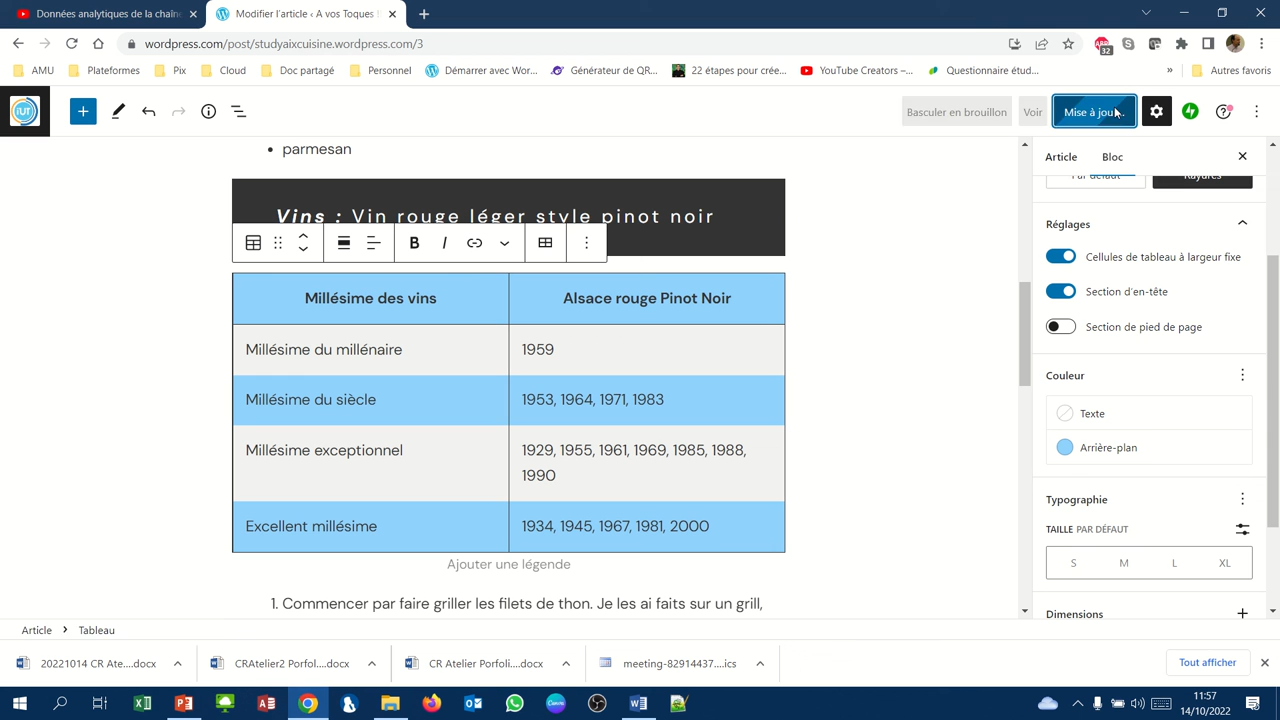 Données analytiques de la chaîn
Modifier l'article ‹ A vos Toques !
wordpress.com/post/studyaixcuisine.wordpress.com/3
ABP
32
AMU
Plateformes
Pix
Cloud
Doc partagé
Personnel
Démarrer avec Wor...
Générateur de QR...
22 étapes pour crée...
YouTube Creators –...
Questionnaire étud...
»
Autres favoris
iUT
Basculer en brouillon
Voir
Mise à jou...
parmesan
Vins : Vin rouge léger style pinot noir
B I
Millésime des vins
Alsace rouge Pinot Noir
Millésime du millénaire
1959
Millésime du siècle
1953, 1964, 1971, 1983
Millésime exceptionnel
1929, 1955, 1961, 1969, 1985, 1988,
1990
Excellent millésime
1934, 1945, 1967, 1981, 2000
Ajouter une légende
1. Commencer par faire griller les filets de thon. Je les ai faits sur un grill,
Article
Bloc
Par défaut
Rayures
Réglages
Cellules de tableau à largeur fixe
Section d'en-tête
Section de pied de page
Couleur
Texte
Arrière-plan
Typographie
TAILLE PAR DÉFAUT
S M L XL
Dimensions
Article
Tableau
20221014 CR Ate....docx
CRAtelier2 Porfol....docx
CR Atelier Porfoli....docx
meeting-82914437....ics
Tout afficher
11:57
14/10/2022